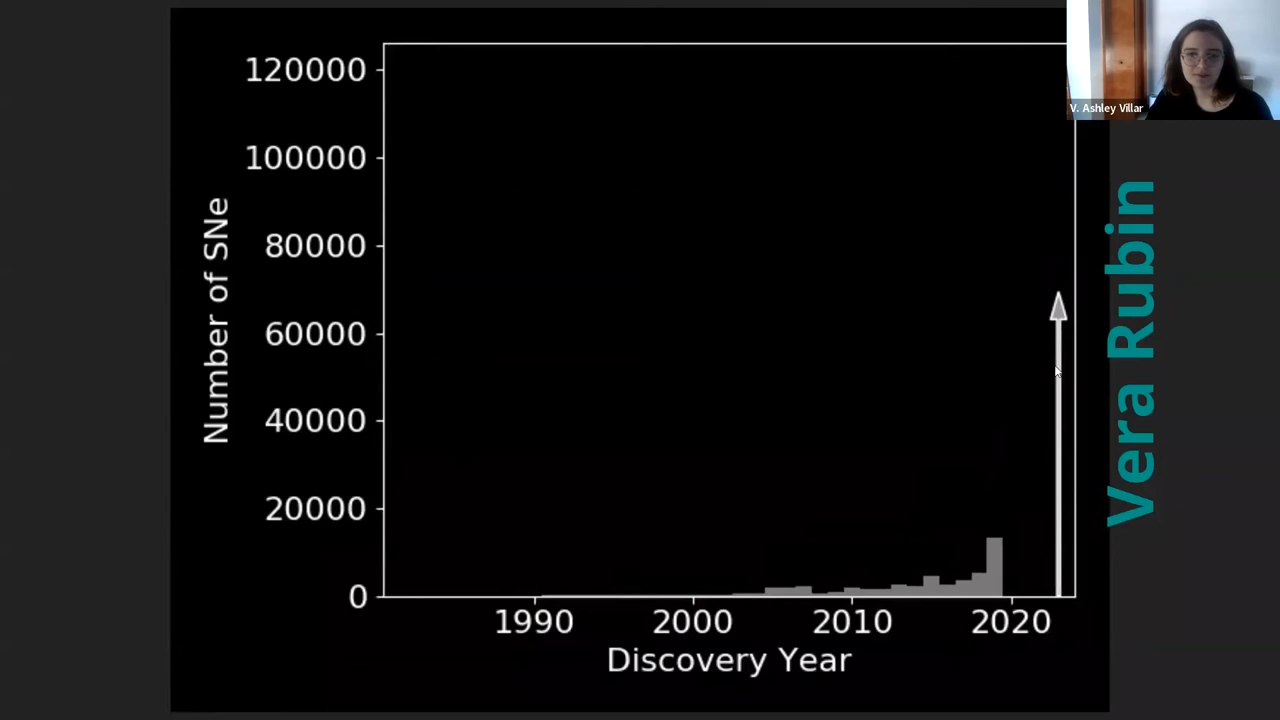 120000
100000
80000
60000
40000
20000
0
Number of SNe
1990 2000 2010 2020
Discovery Year
V. Ashley Villar
Vera Rubin